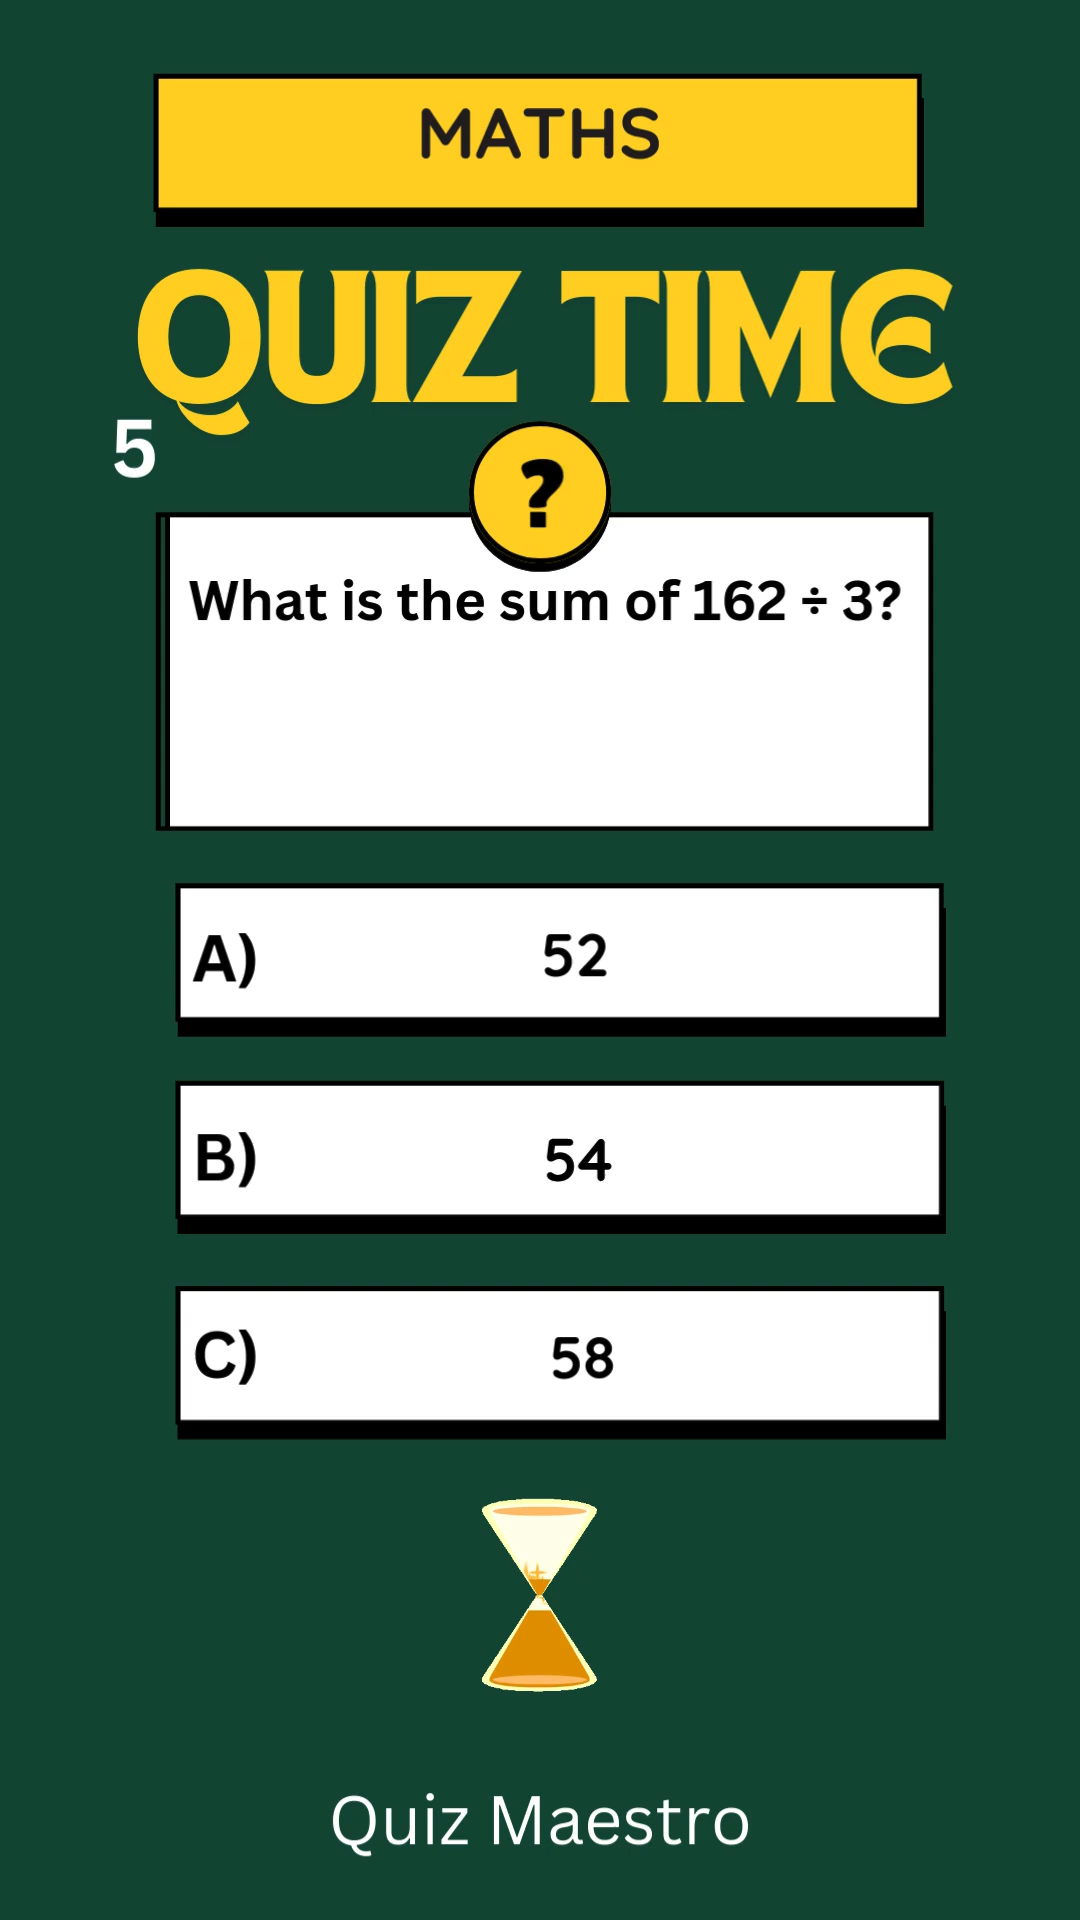 MATHS
QUIZ TIME
5
?
What is the sum of 162 ÷ 3?
A) 52
B) 54
C) 58
Quiz Maestro